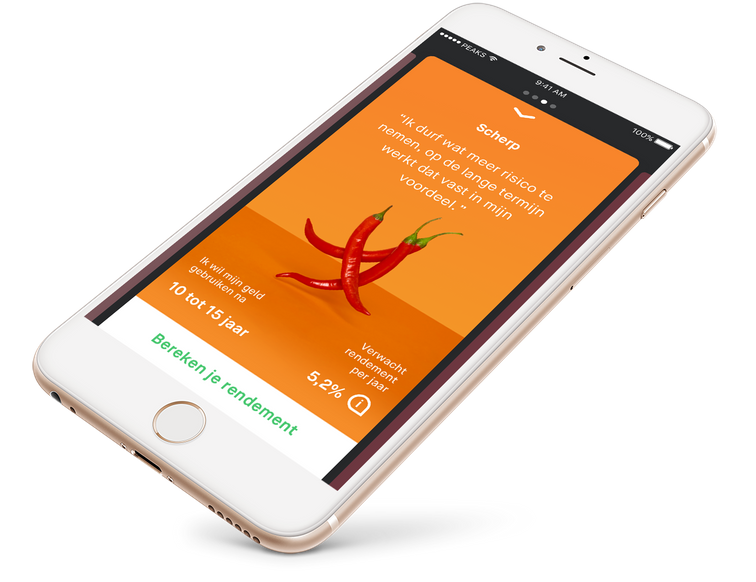 PEAKS
9:41 AM
100%
Scherp
“Ik durf wat meer risico te
nemen, op de lange termijn
werkt dat vast in mijn
voordeel. “
Ik wil mijn geld
gebruiken na
10 tot 15 jaar
Verwacht
rendement
per jaar
5,2% i
Bereken je rendement